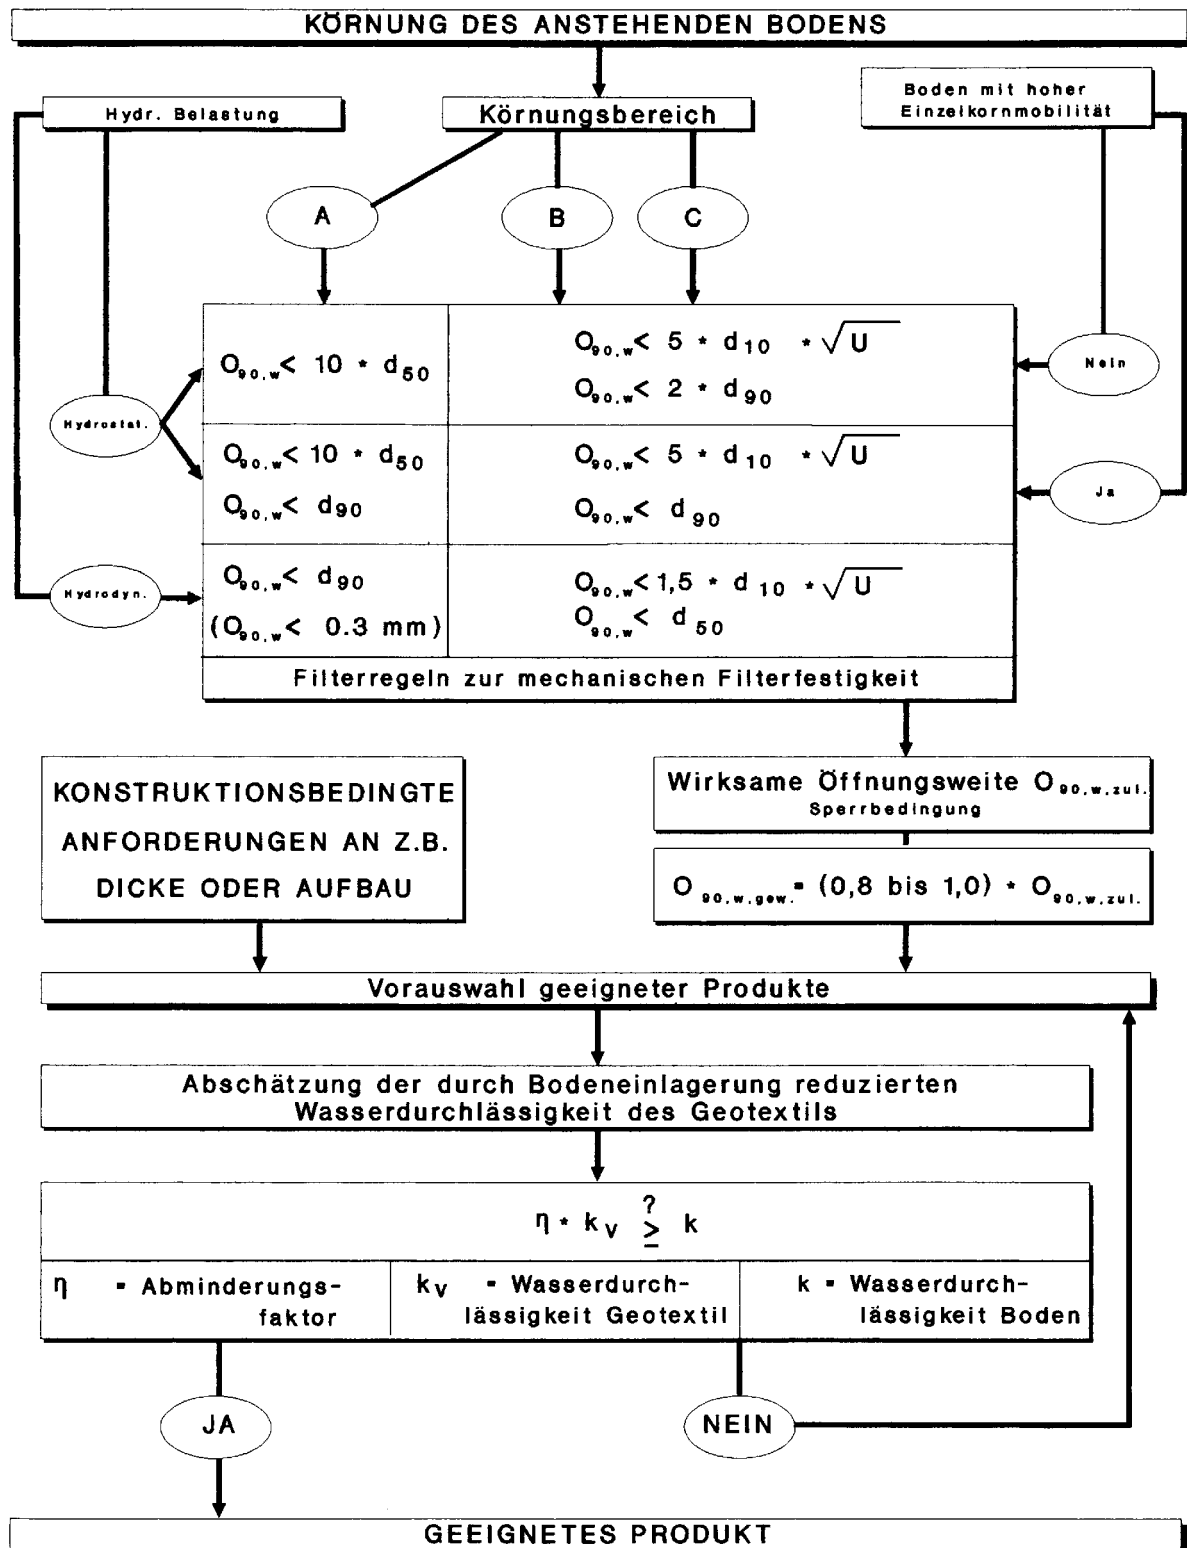 KÖRNUNG DES ANSTEHENDEN BODENS
Hydr. Belastung
Körnungsbereich
Boden mit hoher
Einzelkornmobilität
A
B
C
O90,w < 10 * d50
O90,w < 5 * d10 * √U
O90,w < 2 * d90
Nein
Hydrostat.
O90,w < 10 * d50
O90,w < d90
O90,w < 5 * d10 * √U
O90,w < d90
Ja
Hydrodyn.
O90,w < d90
(O90,w < 0.3 mm)
O90,w < 1,5 * d10 * √U
O90,w < d50
Filterregeln zur mechanischen Filterfestigkeit
KONSTRUKTIONSBEDINGTE
ANFORDERUNGEN AN Z.B.
DICKE ODER AUFBAU
Wirksame Öffnungsweite O90,w,zul.
Sperrbedingung
O90,w,gew. = (0,8 bis 1,0) * O90,w,zul.
Vorauswahl geeigneter Produkte
Abschätzung der durch Bodeneinlagerung reduzierten
Wasserdurchlässigkeit des Geotextils
?
η * kV ≥ k
η = Abminderungs-
faktor
kV = Wasserdurch-
lässigkeit Geotextil
k = Wasserdurch-
lässigkeit Boden
JA
NEIN
GEEIGNETES PRODUKT